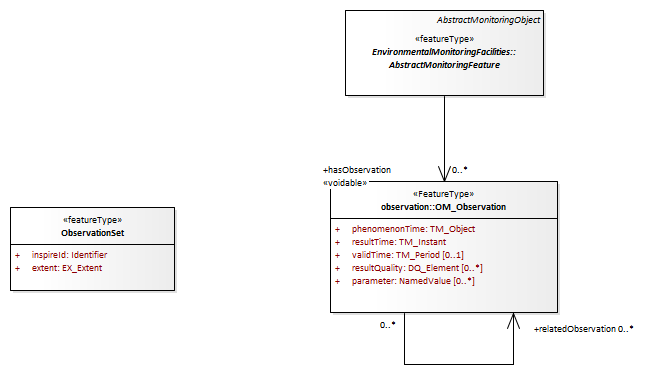 AbstractMonitoringObject
«featureType»
EnvironmentalMonitoringFacilities::
AbstractMonitoringFeature
+hasObservation
0..*
«voidable»
«FeatureType»
observation::OM_Observation
+ phenomenonTime: TM_Object
+ resultTime: TM_Instant
+ validTime: TM_Period [0..1]
+ resultQuality: DQ_Element [0..*]
+ parameter: NamedValue [0..*]
«featureType»
ObservationSet
+ inspireId: Identifier
+ extent: EX_Extent
0..*
+relatedObservation 0..*